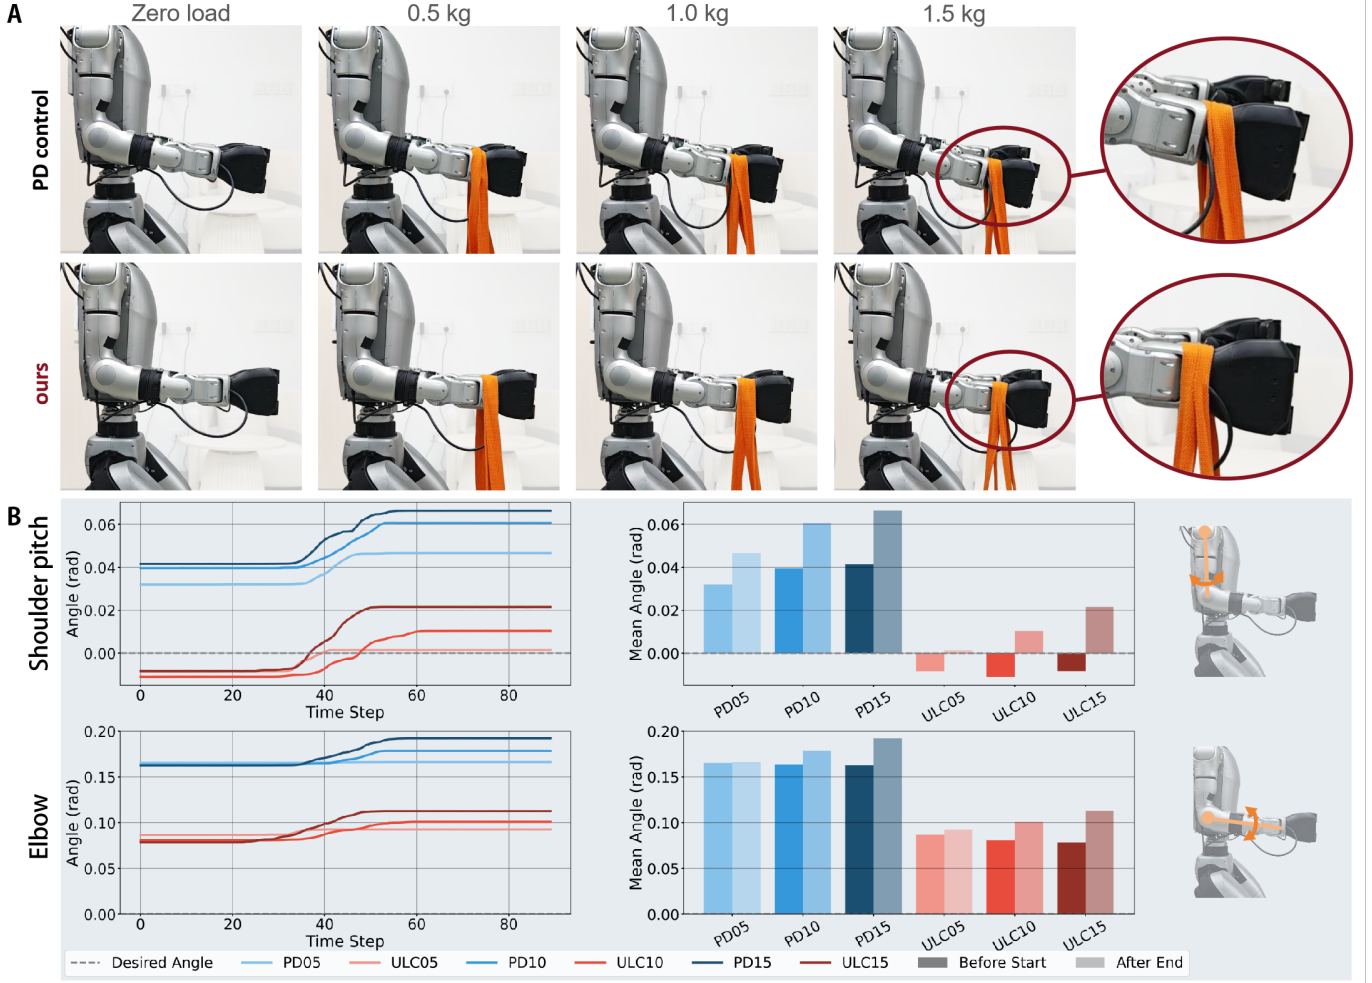 A
Zero load
0.5 kg
1.0 kg
1.5 kg
PD control
ours
B
Shoulder pitch
Angle (rad)
0.06
0.04
0.02
0.00
0
20
40
60
80
Time Step
Mean Angle (rad)
0.06
0.04
0.02
0.00
PD05
PD10
PD15
ULC05
ULC10
ULC15
Elbow
Angle (rad)
0.20
0.15
0.10
0.05
0.00
0
20
40
60
80
Time Step
Mean Angle (rad)
0.20
0.15
0.10
0.05
0.00
PD05
PD10
PD15
ULC05
ULC10
ULC15
Desired Angle
PD05
ULC05
PD10
ULC10
PD15
ULC15
Before Start
After End